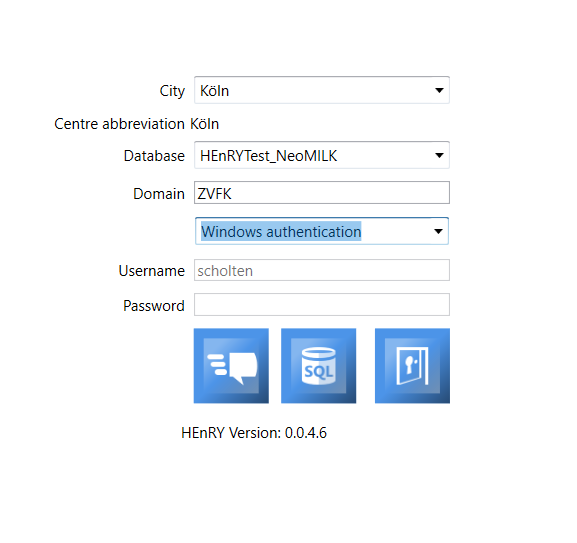 City Köln
Centre abbreviation Köln
Database HEnRYTest_NeoMILK
Domain ZVFK
Windows authentication
Username scholten
Password
SQL
HEnRY Version: 0.0.4.6